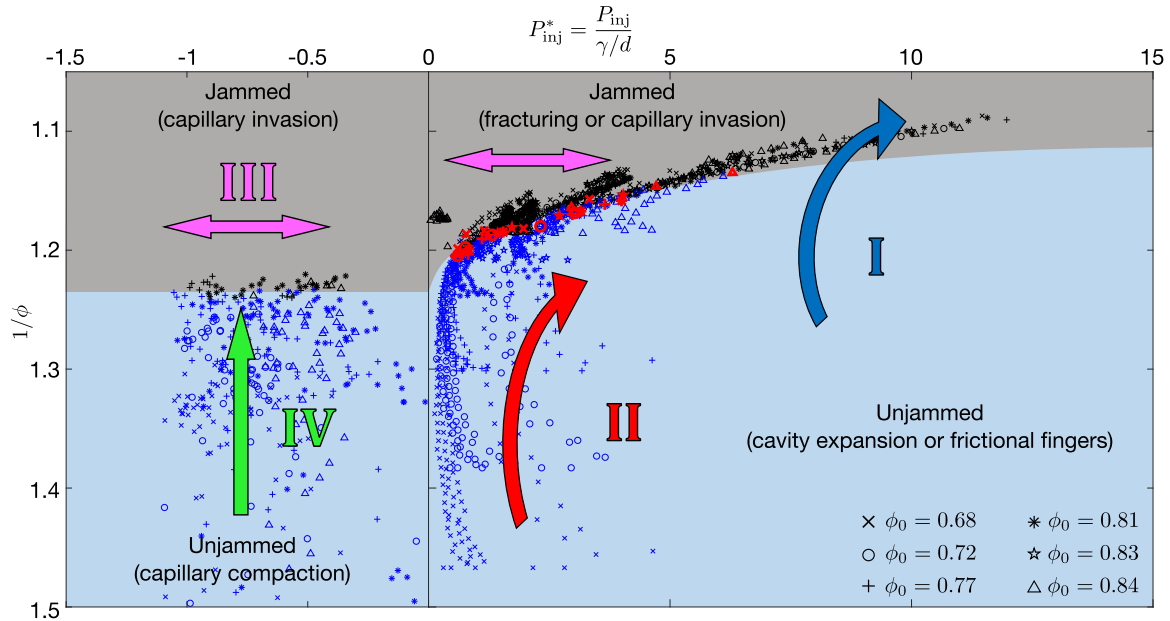 P*inj = Pinj / γ/d
-1.5 -1 -0.5 0 5 10 15
Jammed
(capillary invasion)
Jammed
(fracturing or capillary invasion)
1.1
III
1.2
I
1/ϕ
1.3
IV
II
Unjammed
(cavity expansion or frictional fingers)
1.4
Unjammed
(capillary compaction)
1.5
× ϕ0 = 0.68
○ ϕ0 = 0.72
+ ϕ0 = 0.77
∗ ϕ0 = 0.81
☆ ϕ0 = 0.83
△ ϕ0 = 0.84